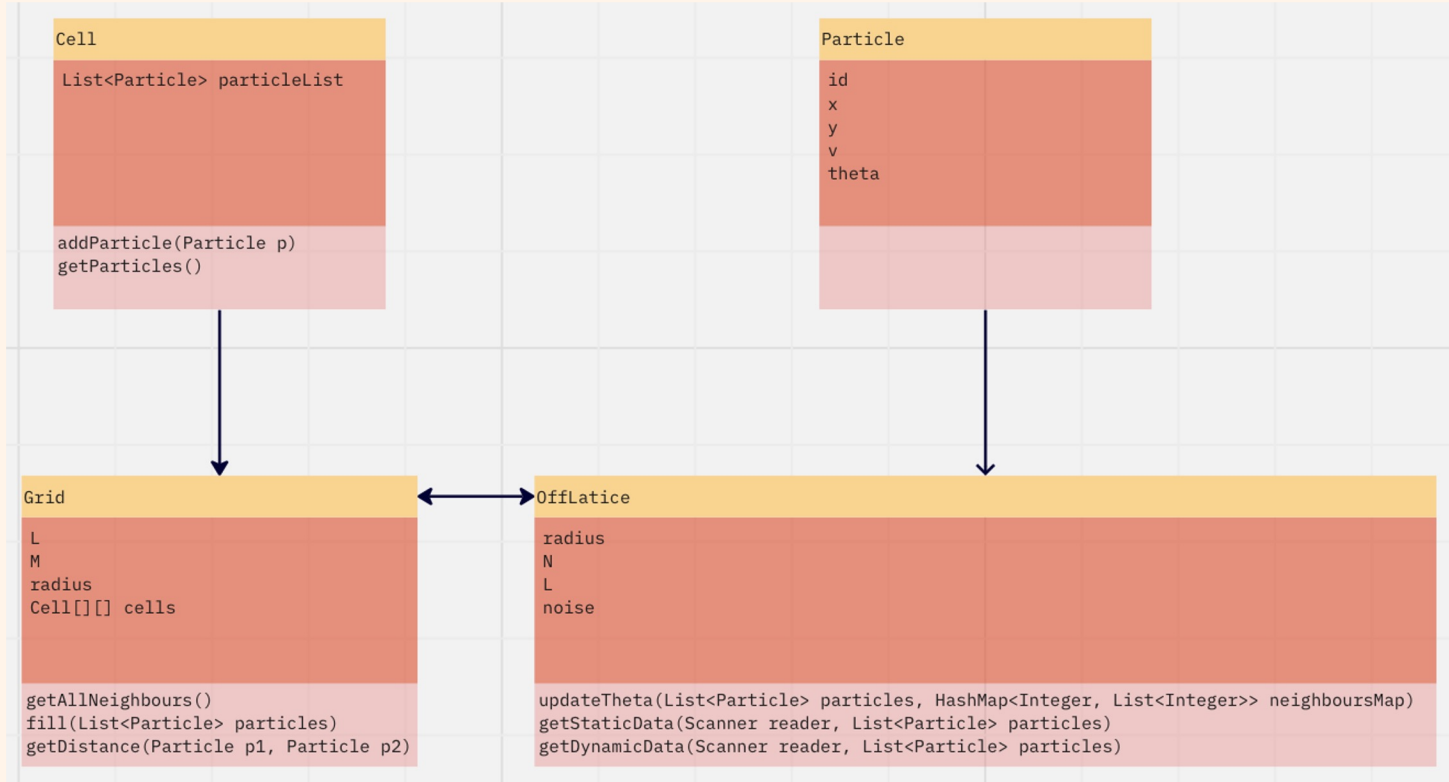 Cell
List<Particle> particleList
addParticle(Particle p)
getParticles()
Particle
id
x
y
v
theta
Grid
L
M
radius
Cell[][] cells
getAllNeighbours()
fill(List<Particle> particles)
getDistance(Particle p1, Particle p2)
OffLatice
radius
N
L
noise
updateTheta(List<Particle> particles, HashMap<Integer, List<Integer>> neighboursMap)
getStaticData(Scanner reader, List<Particle> particles)
getDynamicData(Scanner reader, List<Particle> particles)